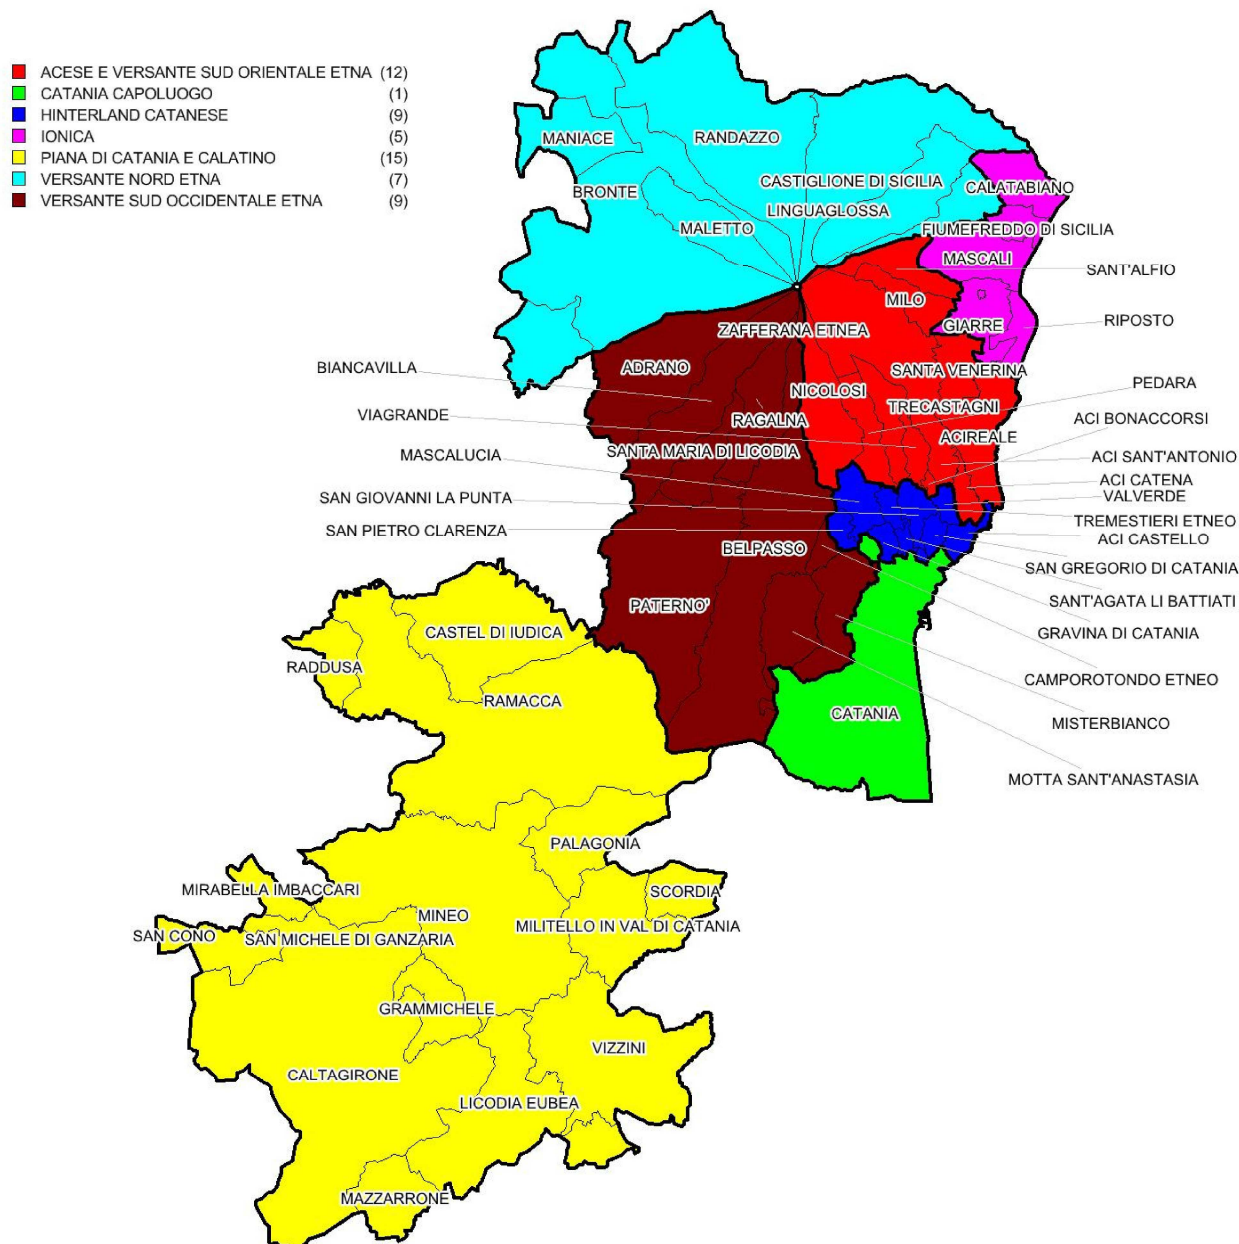 ACESE E VERSANTE SUD ORIENTALE ETNA (12)
CATANIA CAPOLUOGO (1)
HINTERLAND CATANESE (9)
IONICA (5)
PIANA DI CATANIA E CALATINO (15)
VERSANTE NORD ETNA (7)
VERSANTE SUD OCCIDENTALE ETNA (9)
MANIACE
RANDAZZO
BRONTE
CASTIGLIONE DI SICILIA
CALATABIANO
LINGUAGLOSSA
MALETTO
FIUMEFREDDO DI SICILIA
MASCALI
SANT'ALFIO
MILO
RIPOSTO
GIARRE
ZAFFERANA ETNEA
BIANCAVILLA
ADRANO
SANTA VENERINA
PEDARA
NICOLOSI
VIAGRANDE
TRECASTAGNI
ACI BONACCORSI
RAGALNA
ACIREALE
MASCALUCIA
SANTA MARIA DI LICODIA
ACI SANT'ANTONIO
ACI CATENA
SAN GIOVANNI LA PUNTA
VALVERDE
TREMESTIERI ETNEO
SAN PIETRO CLARENZA
ACI CASTELLO
BELPASSO
SAN GREGORIO DI CATANIA
SANT'AGATA LI BATTIATI
PATERNO'
GRAVINA DI CATANIA
CASTEL DI IUDICA
RADDUSA
CAMPOROTONDO ETNEO
RAMACCA
CATANIA
MISTERBIANCO
MOTTA SANT'ANASTASIA
PALAGONIA
MIRABELLA IMBACCARI
SCORDIA
MINEO
MILITELLO IN VAL DI CATANIA
SAN CONO
SAN MICHELE DI GANZARIA
GRAMMICHELE
VIZZINI
CALTAGIRONE
LICODIA EUBEA
MAZZARRONE